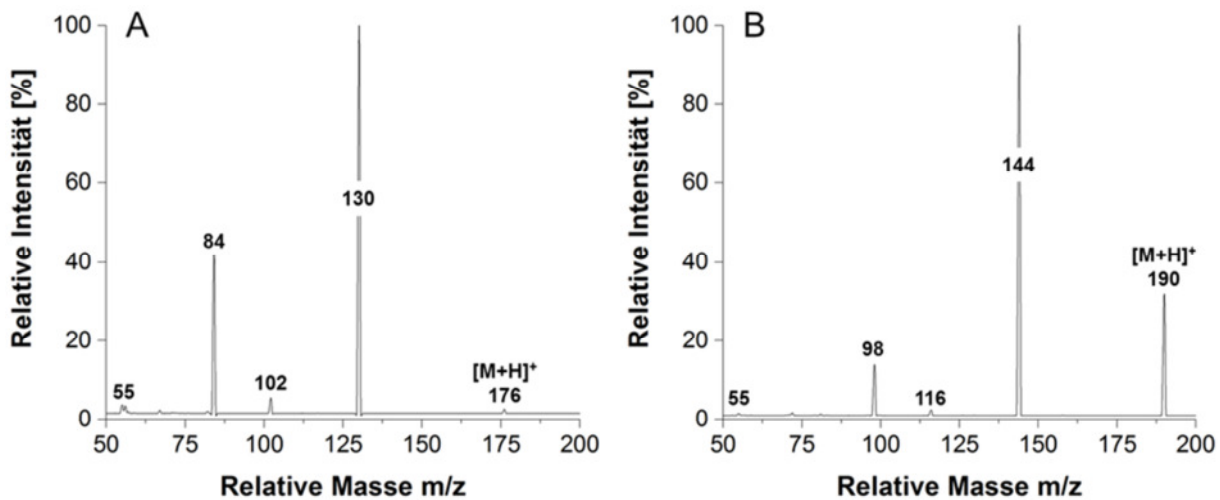 A
Relative Intensität [%]
100
80
60
40
20
0
130
84
102
55
[M+H]⁺
176
50 75 100 125 150 175 200
Relative Masse m/z
B
Relative Intensität [%]
100
80
60
40
20
0
144
[M+H]⁺
190
98
116
55
50 75 100 125 150 175 200
Relative Masse m/z